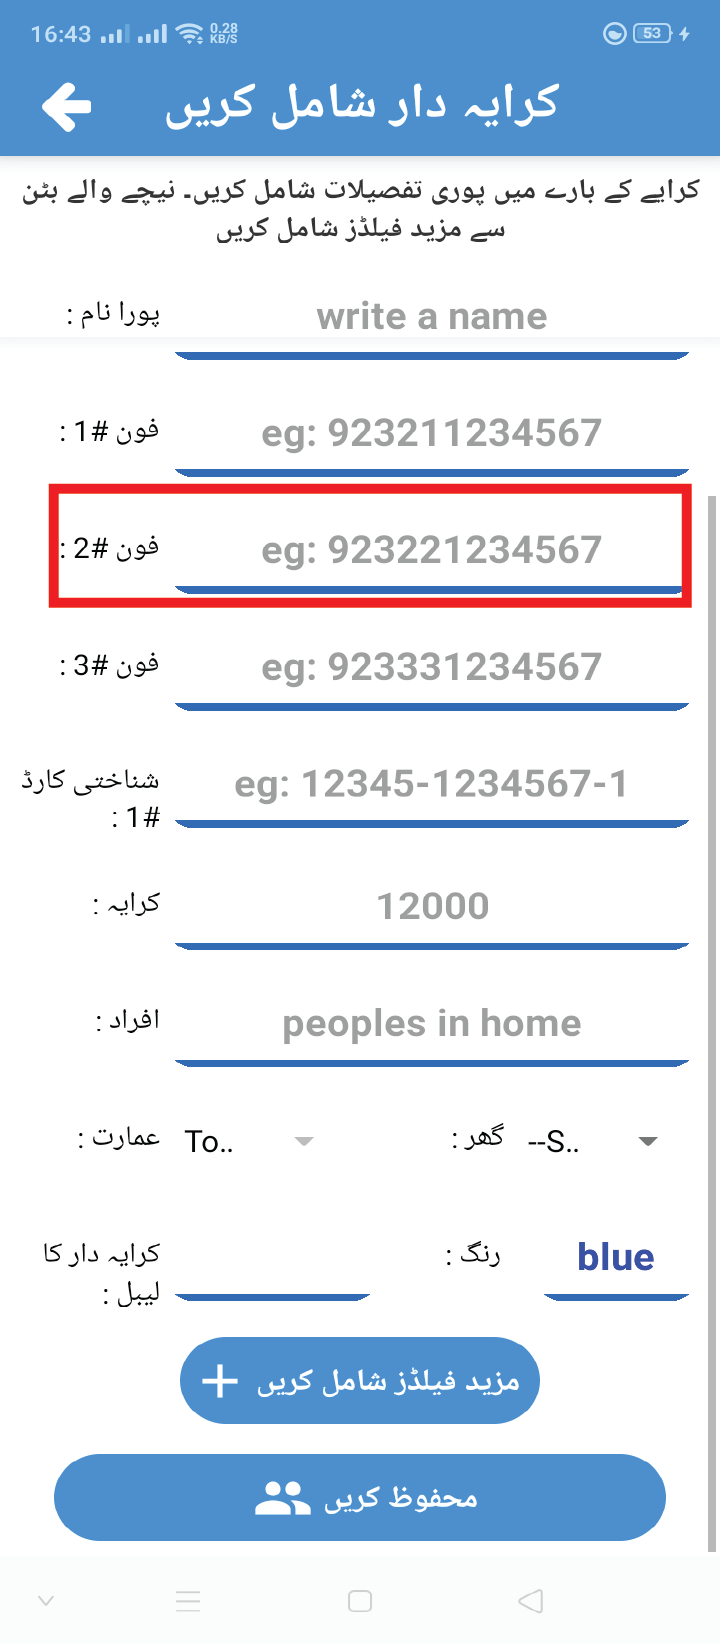 16:43 0.28 KB/S 53
کرایہ دار شامل کریں
کرایے کے بارے میں پوری تفصیلات شامل کریں۔ نیچے والے بٹن
سے مزید فیلڈز شامل کریں
پورا نام : write a name
فون #1 : eg: 923211234567
فون #2 : eg: 923221234567
فون #3 : eg: 923331234567
شناختی کارڈ
#1 : eg: 12345-1234567-1
کرایہ : 12000
افراد : peoples in home
عمارت : To.. گھر : --S..
کرایہ دار کا
لیبل : رنگ : blue
مزید فیلڈز شامل کریں
محفوظ کریں